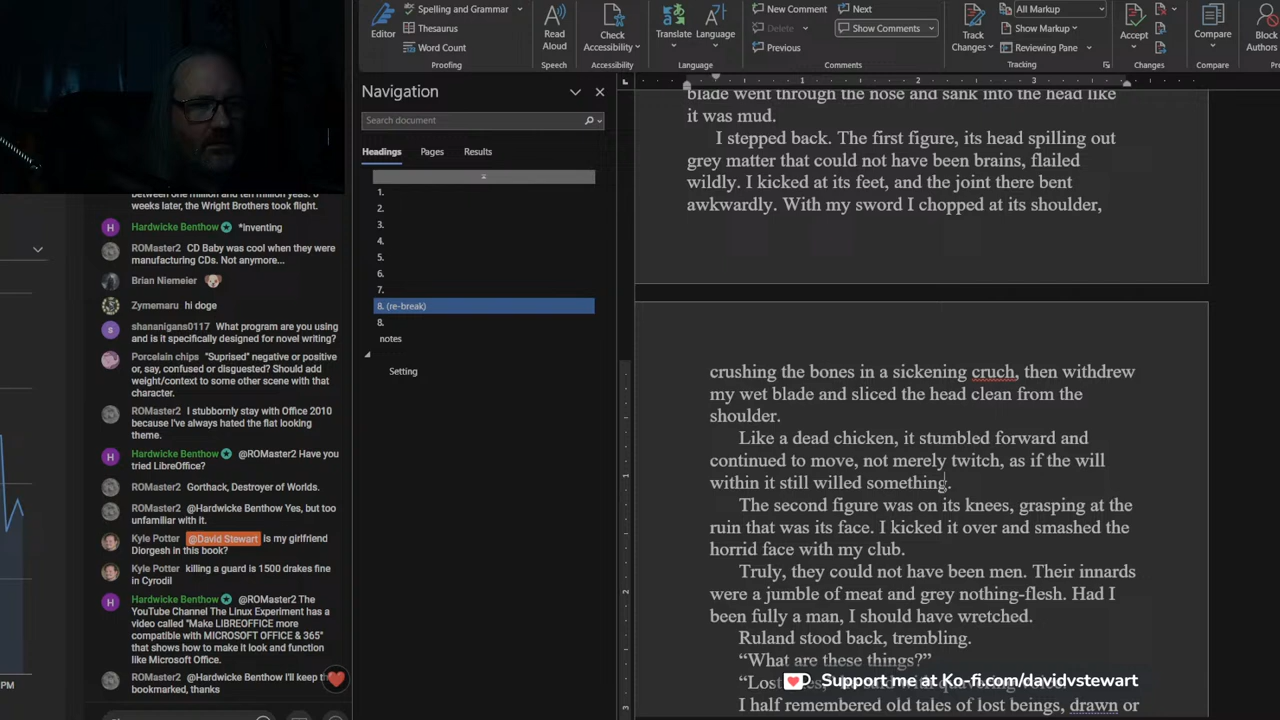 Editor
Spelling and Grammar
Thesaurus
Word Count
Proofing
Read Aloud
Speech
Check Accessibility
Accessibility
Translate
Language
Language
New Comment
Delete
Previous
Next
Show Comments
Comments
Track Changes
All Markup
Show Markup
Reviewing Pane
Tracking
Accept
Changes
Compare
Compare
Block Authors
Navigation
Search document
Headings
Pages
Results
1.
2.
3.
4.
5.
6.
7.
8. (re-break)
8.
notes
Setting
between one million and ten million years. 6
weeks later, the Wright Brothers took flight.
Hardwicke Benthow *Inventing
ROMaster2 CD Baby was cool when they were
manufacturing CDs. Not anymore...
Brian Niemeier
Zymemaru hi doge
shananigans0117 What program are you using
and is it specifically designed for novel writing?
Porcelain chips "Suprised" negative or positive
or, say, confused or disguested? Should add
weight/context to some other scene with that
character.
ROMaster2 I stubbornly stay with Office 2010
because I've always hated the flat looking
theme.
Hardwicke Benthow @ROMaster2 Have you
tried LibreOffice?
ROMaster2 Gorthack, Destroyer of Worlds.
ROMaster2 @Hardwicke Benthow Yes, but too
unfamiliar with it.
Kyle Potter @David Stewart Is my girlfriend
Diorgesh in this book?
Kyle Potter killing a guard is 1500 drakes fine
in Cyrodil
Hardwicke Benthow @ROMaster2 The
YouTube Channel The Linux Experiment has a
video called "Make LIBREOFFICE more
compatible with MICROSOFT OFFICE & 365"
that shows how to make it look and function
like Microsoft Office.
ROMaster2 @Hardwicke Benthow I'll keep th
bookmarked, thanks
PM
1
2
3
4
blade went through the nose and sank into the head like
it was mud.
I stepped back. The first figure, its head spilling out
grey matter that could not have been brains, flailed
wildly. I kicked at its feet, and the joint there bent
awkwardly. With my sword I chopped at its shoulder,
1
2
3
crushing the bones in a sickening cruch, then withdrew
my wet blade and sliced the head clean from the
shoulder.
Like a dead chicken, it stumbled forward and
continued to move, not merely twitch, as if the will
within it still willed something.
The second figure was on its knees, grasping at the
ruin that was its face. I kicked it over and smashed the
horrid face with my club.
Truly, they could not have been men. Their innards
were a jumble of meat and grey nothing-flesh. Had I
been fully a man, I should have wretched.
Ruland stood back, trembling.
“What are these things?”
“Lost
I half remembered old tales of lost beings, drawn or
Support me at Ko-fi.com/davidvstewart